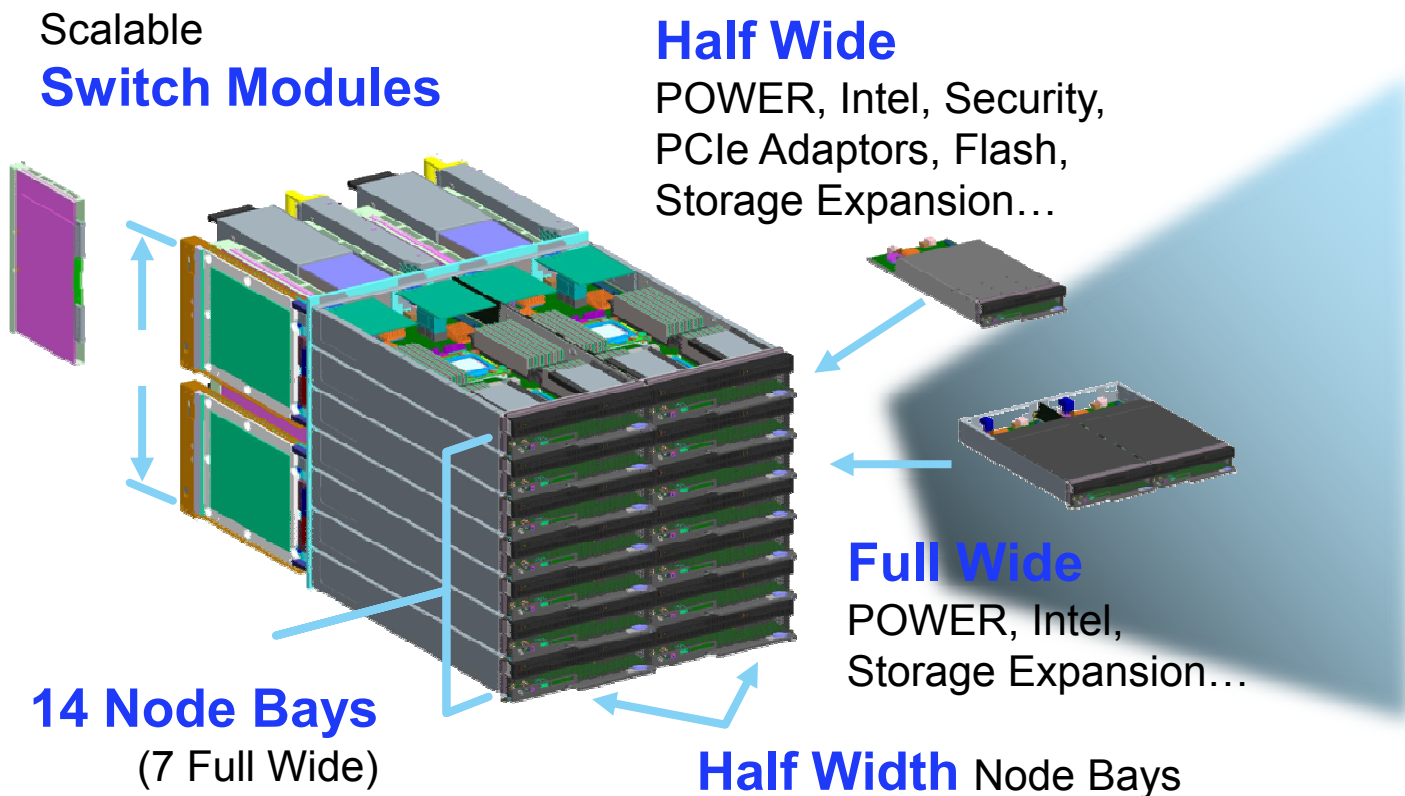 Scalable
Switch Modules
Half Wide
POWER, Intel, Security,
PCIe Adaptors, Flash,
Storage Expansion…
Full Wide
POWER, Intel,
Storage Expansion…
14 Node Bays
(7 Full Wide)
Half Width Node Bays